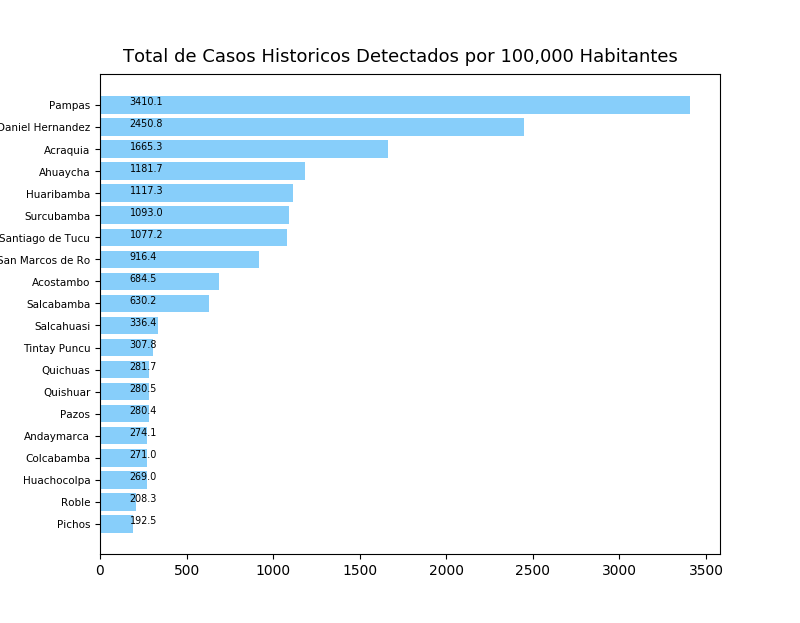 Total de Casos Historicos Detectados por 100,000 Habitantes
Pampas 3410.1
Daniel Hernandez 2450.8
Acraquia 1665.3
Ahuaycha 1181.7
Huaribamba 1117.3
Surcubamba 1093.0
Santiago de Tucu 1077.2
San Marcos de Ro 916.4
Acostambo 684.5
Salcabamba 630.2
Salcahuasi 336.4
Tintay Puncu 307.8
Quichuas 281.7
Quishuar 280.5
Pazos 280.4
Andaymarca 274.1
Colcabamba 271.0
Huachocolpa 269.0
Roble 208.3
Pichos 192.5
0 500 1000 1500 2000 2500 3000 3500